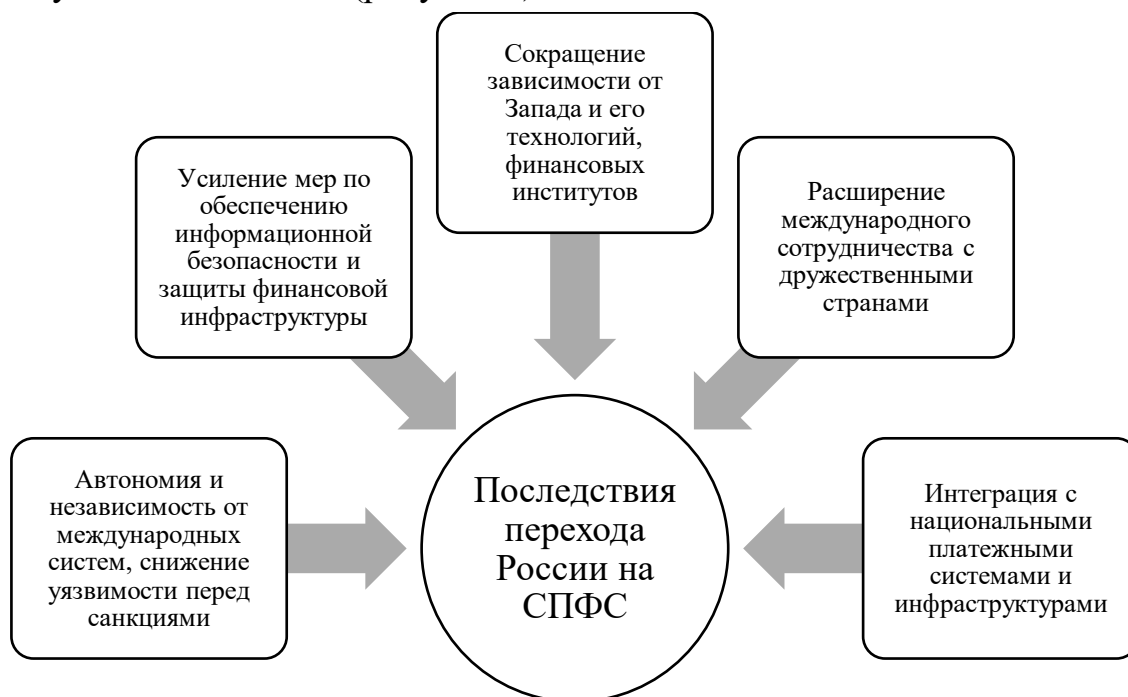 Сокращение
зависимости от
Запада и его
технологий,
финансовых
институтов
Усиление мер по
обеспечению
информационной
безопасности и
защиты финансовой
инфраструктуры
Расширение
международного
сотрудничества с
дружественными
странами
Автономия и
независимость от
международных
систем, снижение
уязвимости перед
санкциями
Последствия
перехода
России на
СПФС
Интеграция с
национальными
платежными
системами и
инфраструктурами